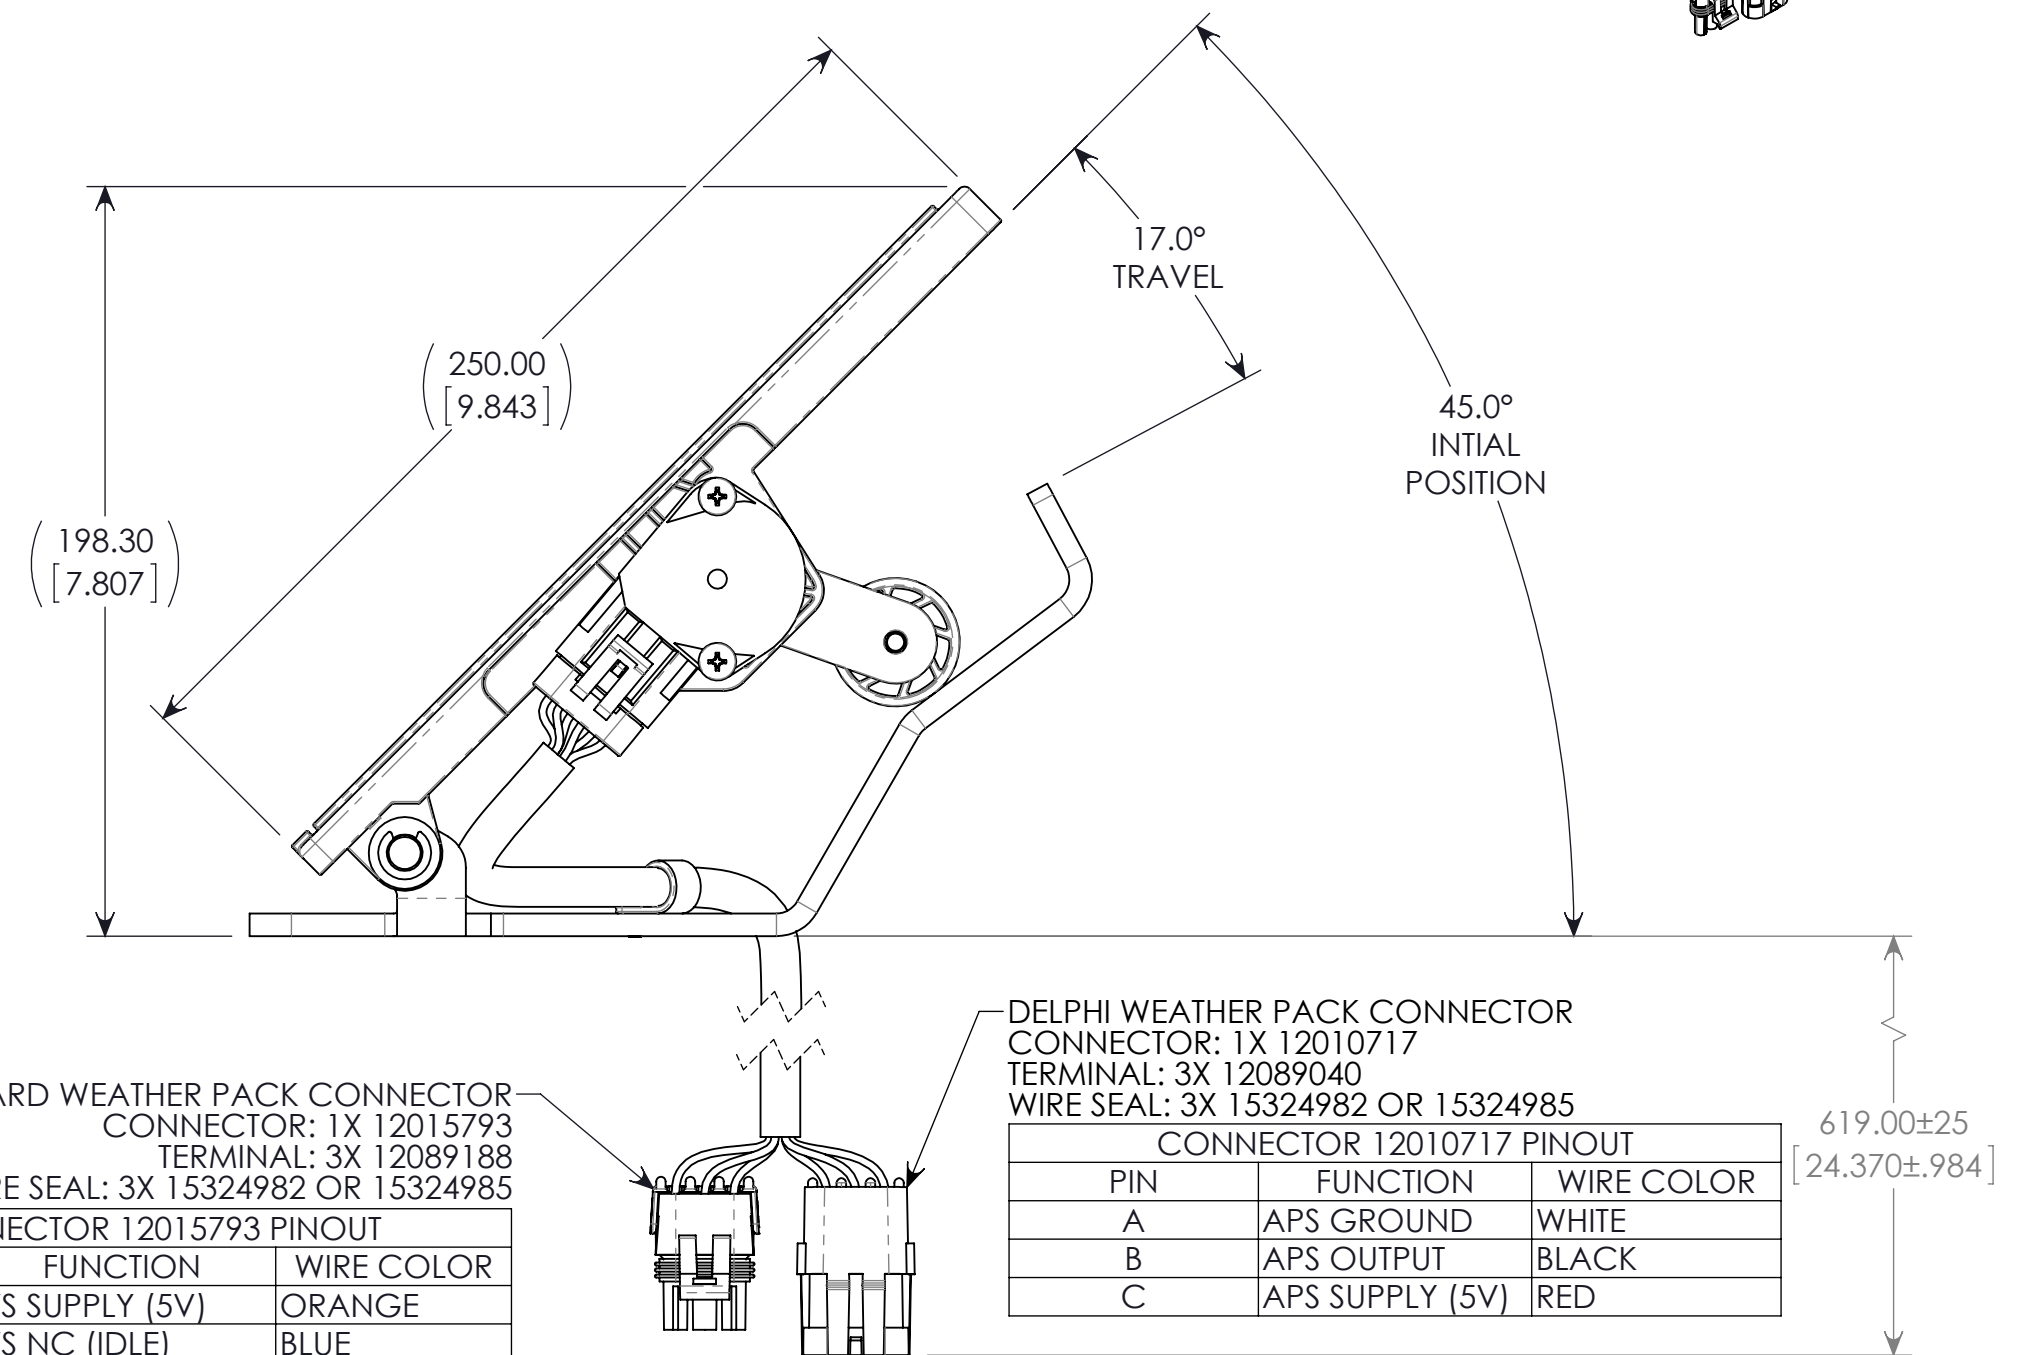 17.0°
TRAVEL
250.00
[9.843]
45.0°
INTIAL
POSITION
198.30
[7.807]
DELPHI WEATHER PACK CONNECTOR
CONNECTOR: 1X 12010717
TERMINAL: 3X 12089040
WIRE SEAL: 3X 15324982 OR 15324985
CONNECTOR 12010717 PINOUT
PIN FUNCTION WIRE COLOR
A APS GROUND WHITE
B APS OUTPUT BLACK
C APS SUPPLY (5V) RED
619.00±25
[24.370±.984]
WEATHER PACK CONNECTOR
CONNECTOR: 1X 12015793
TERMINAL: 3X 12089188
SEAL: 3X 15324982 OR 15324985
12015793 PINOUT
FUNCTION WIRE COLOR
SUPPLY (5V) ORANGE
NC (IDLE) BLUE